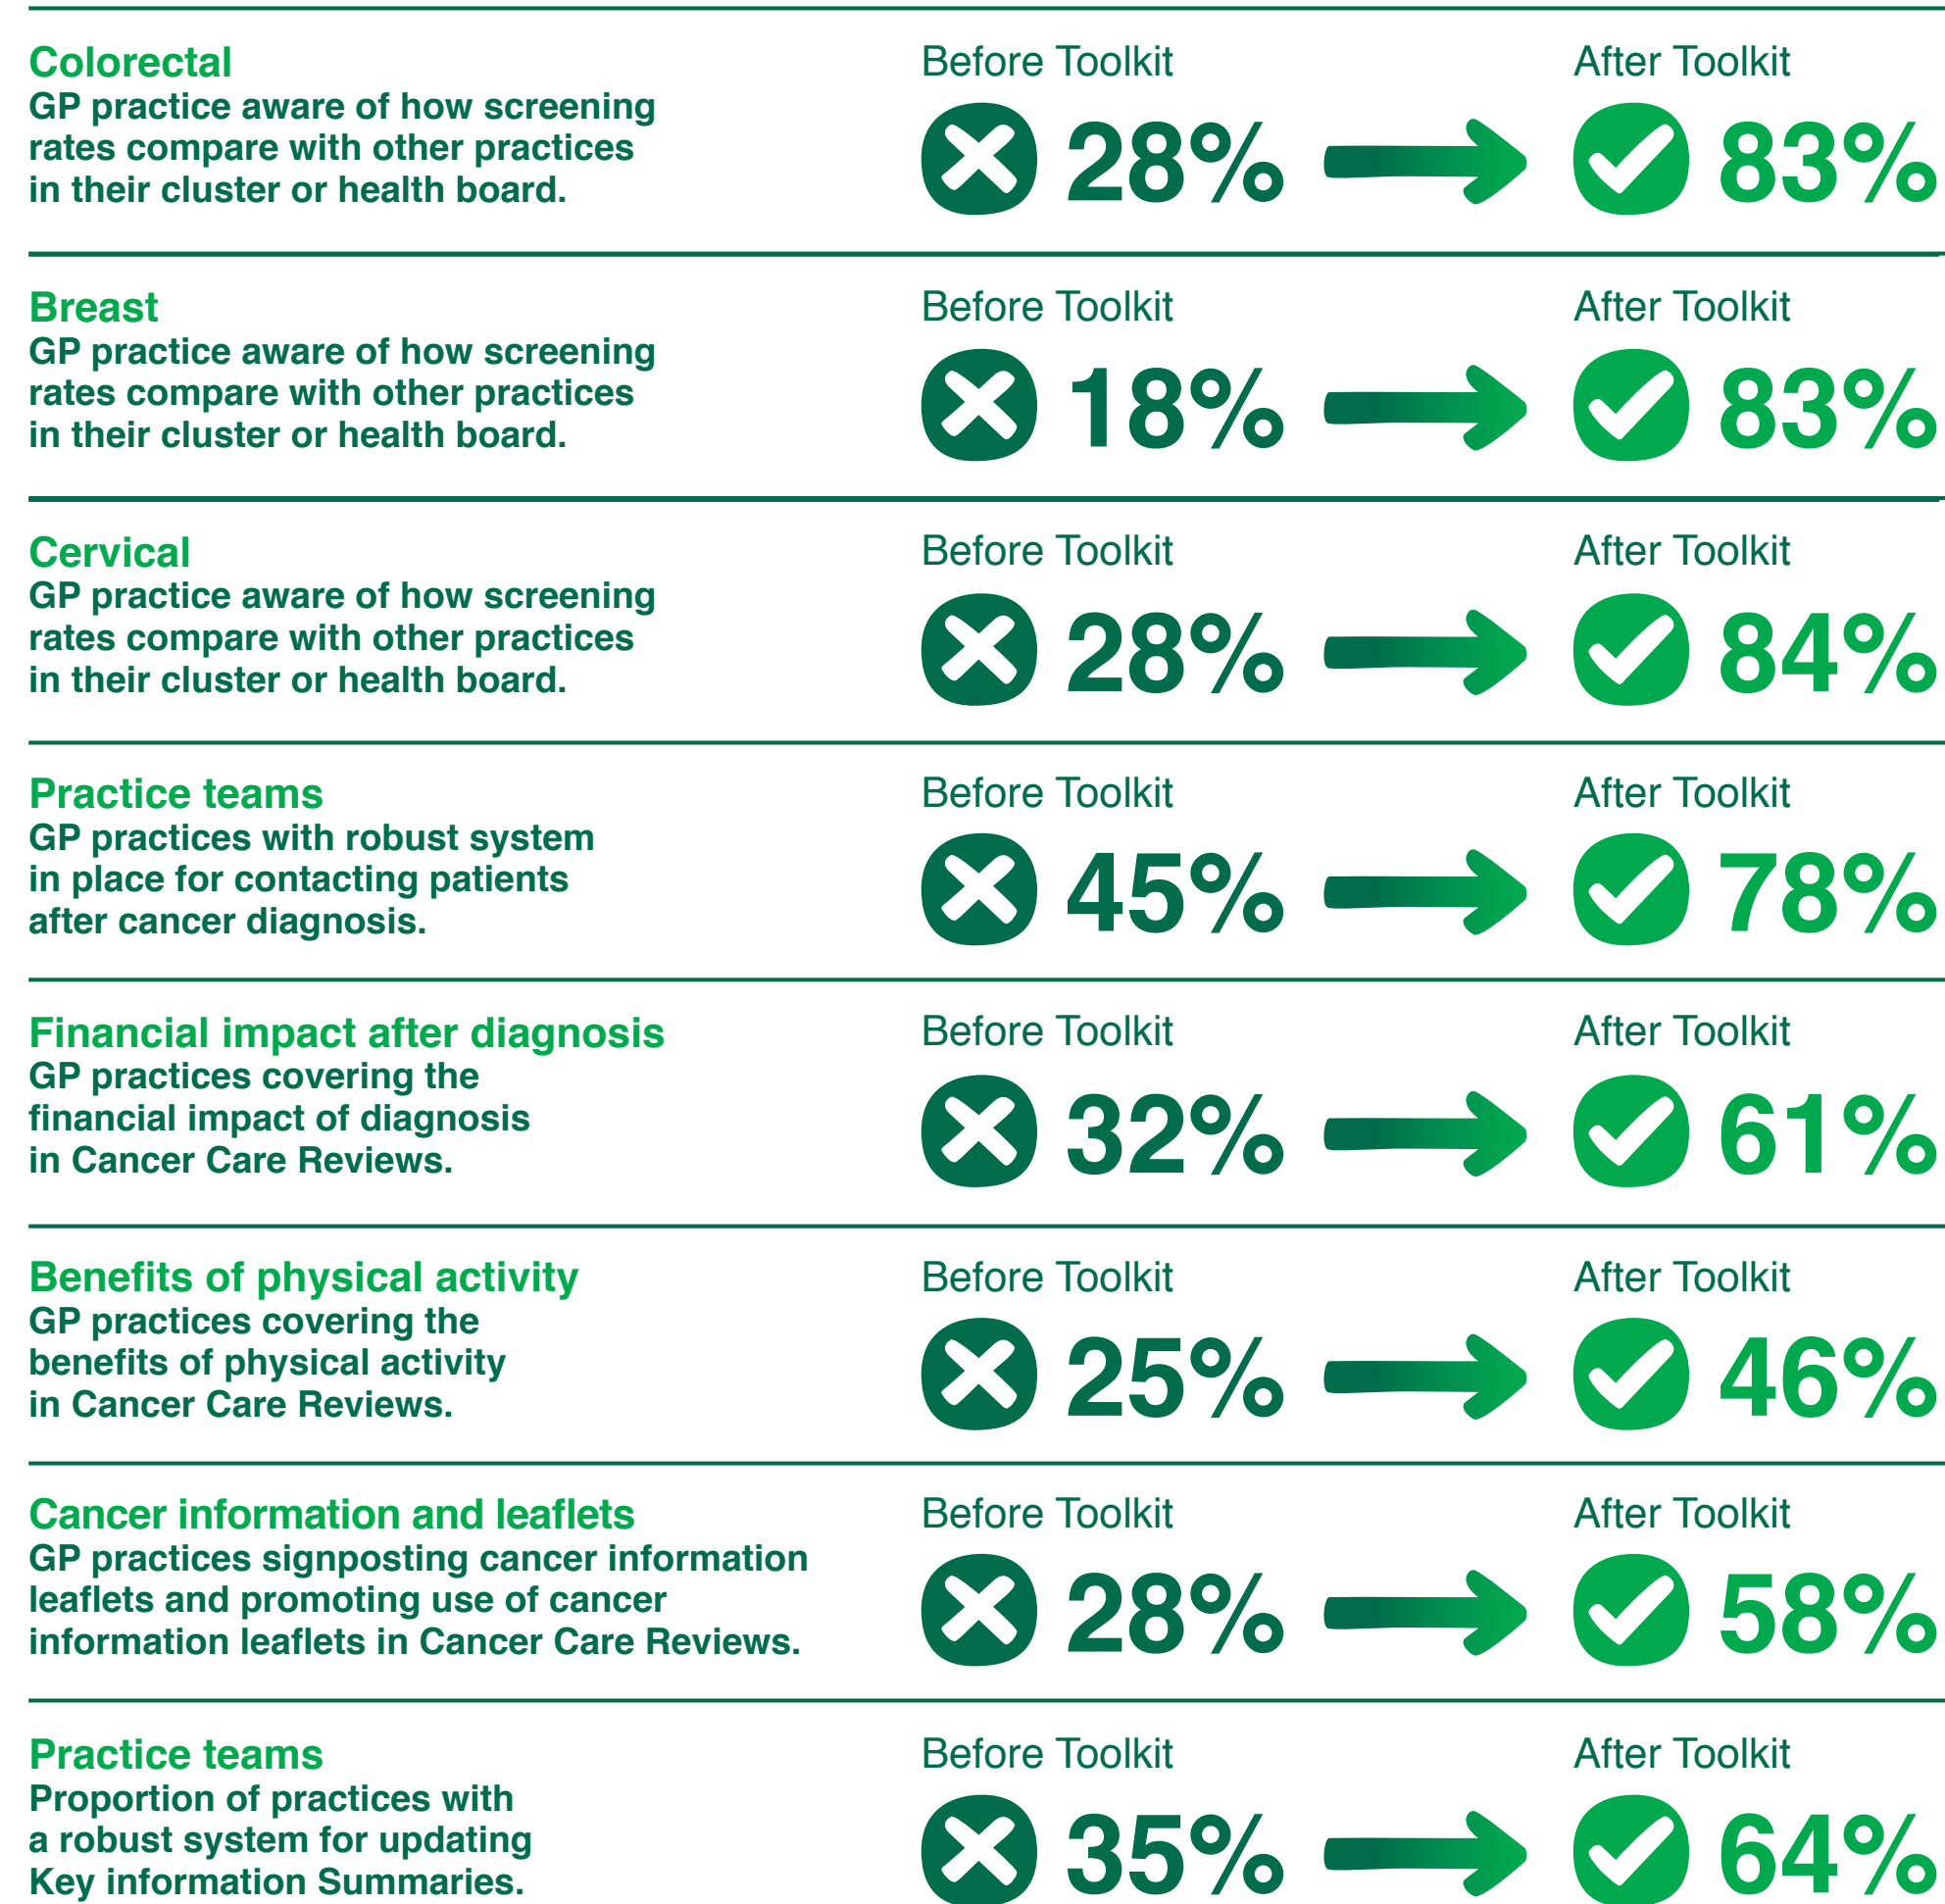 Colorectal
GP practice aware of how screening
rates compare with other practices
in their cluster or health board.
Before Toolkit
28%
After Toolkit
83%
Breast
GP practice aware of how screening
rates compare with other practices
in their cluster or health board.
Before Toolkit
18%
After Toolkit
83%
Cervical
GP practice aware of how screening
rates compare with other practices
in their cluster or health board.
Before Toolkit
28%
After Toolkit
84%
Practice teams
GP practices with robust system
in place for contacting patients
after cancer diagnosis.
Before Toolkit
45%
After Toolkit
78%
Financial impact after diagnosis
GP practices covering the
financial impact of diagnosis
in Cancer Care Reviews.
Before Toolkit
32%
After Toolkit
61%
Benefits of physical activity
GP practices covering the
benefits of physical activity
in Cancer Care Reviews.
Before Toolkit
25%
After Toolkit
46%
Cancer information and leaflets
GP practices signposting cancer information
leaflets and promoting use of cancer
information leaflets in Cancer Care Reviews.
Before Toolkit
28%
After Toolkit
58%
Practice teams
Proportion of practices with
a robust system for updating
Key information Summaries.
Before Toolkit
35%
After Toolkit
64%